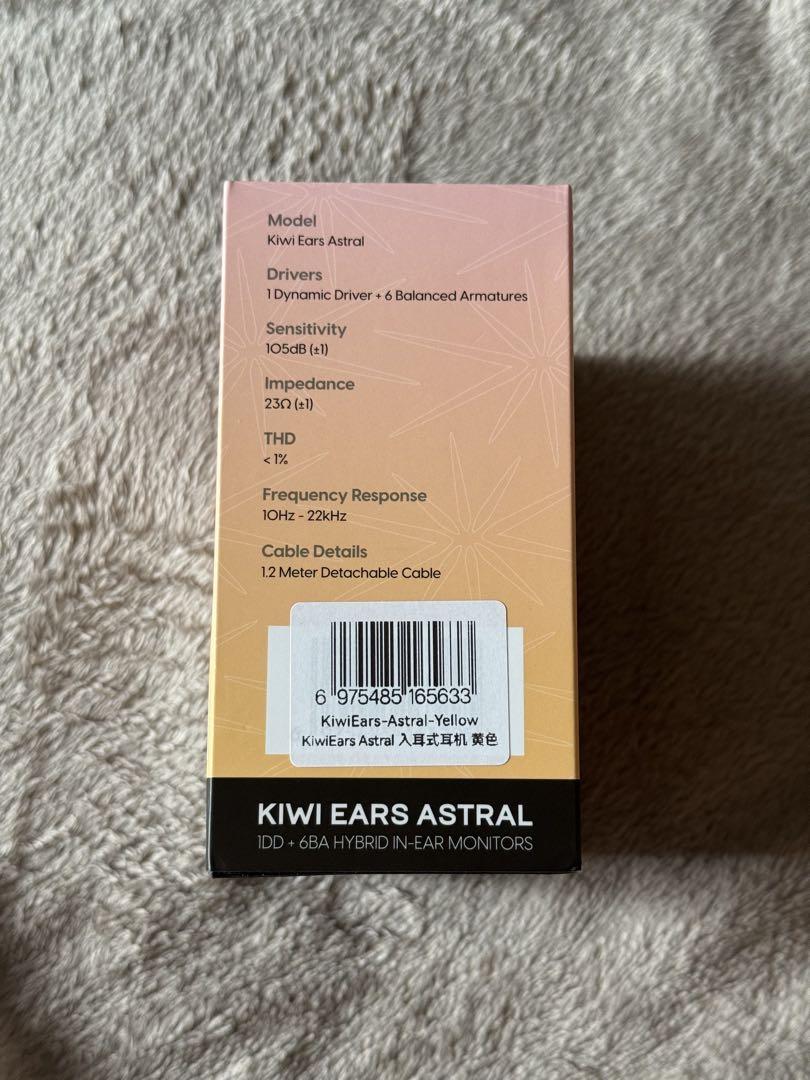 Model
Kiwi Ears Astral
Drivers
1 Dynamic Driver + 6 Balanced Armatures
Sensitivity
105dB (±1)
Impedance
23Ω (±1)
THD
< 1%
Frequency Response
10Hz - 22kHz
Cable Details
1.2 Meter Detachable Cable
6 975485 165633
KiwiEars-Astral-Yellow
KiwiEars Astral 入耳式耳机 黄色
KIWI EARS ASTRAL
1DD + 6BA HYBRID IN-EAR MONITORS